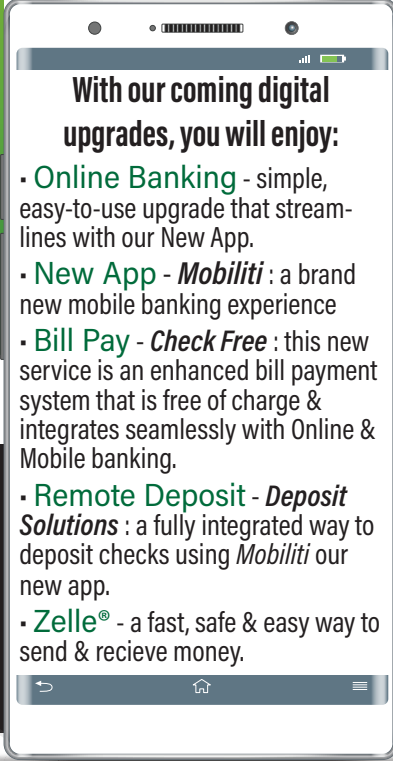 With our coming digital
upgrades, you will enjoy:
• Online Banking - simple,
easy-to-use upgrade that stream-
lines with our New App.
• New App - Mobiliti : a brand
new mobile banking experience
• Bill Pay - Check Free : this new
service is an enhanced bill payment
system that is free of charge &
integrates seamlessly with Online &
Mobile banking.
• Remote Deposit - Deposit
Solutions : a fully integrated way to
deposit checks using Mobiliti our
new app.
• Zelle® - a fast, safe & easy way to
send & recieve money.